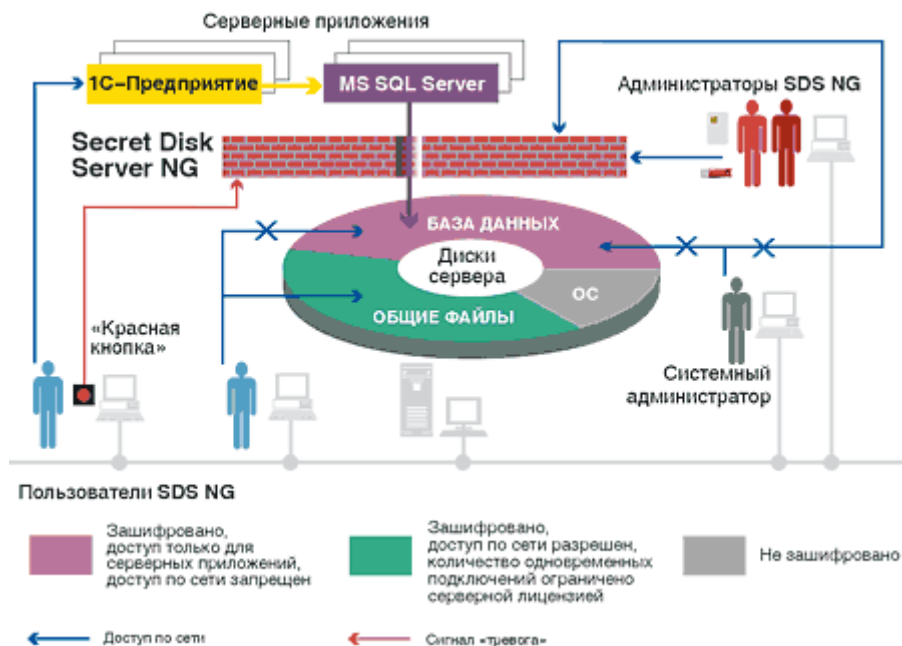 Серверные приложения
1С-Предприятие
MS SQL Server
Администраторы SDS NG
Secret Disk
Server NG
БАЗА ДАННЫХ
Диски
сервера
ОС
ОБЩИЕ ФАЙЛЫ
«Красная
кнопка»
Системный
администратор
Пользователи SDS NG
Зашифровано,
доступ только для
серверных приложений,
доступ по сети запрещен
Зашифровано,
доступ по сети разрешен,
количество одновременных
подключений ограничено
серверной лицензией
Не зашифровано
Доступ по сети
Сигнал «тревога»